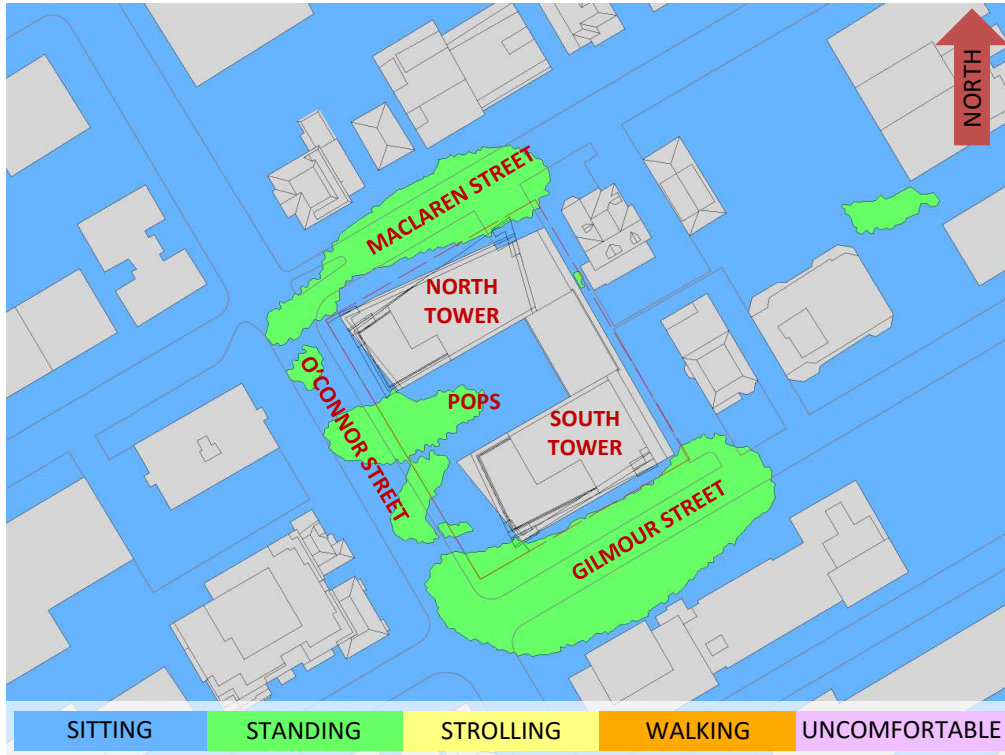 NORTH
MACLAREN STREET
NORTH
TOWER
O'CONNOR STREET
POPS
SOUTH
TOWER
GILMOUR STREET
SITTING
STANDING
STROLLING
WALKING
UNCOMFORTABLE